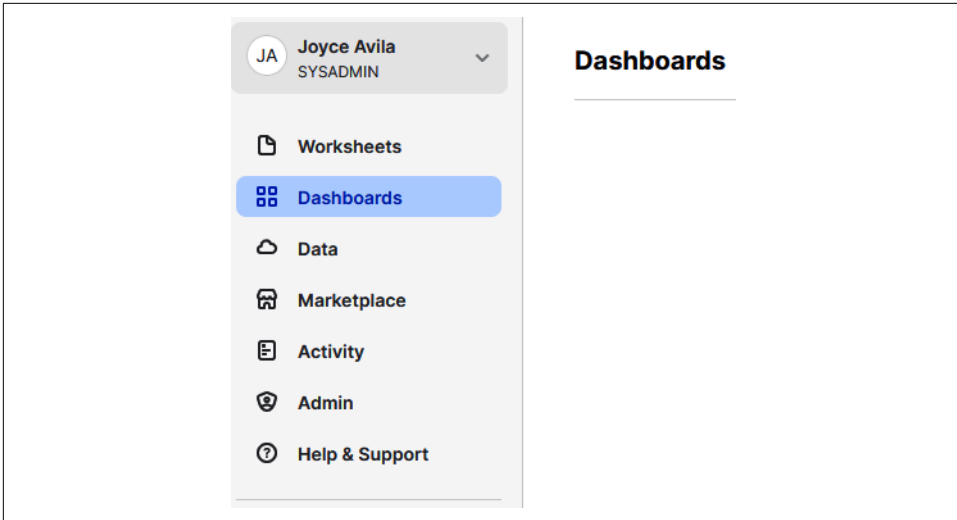 JA
Joyce Avila
SYSADMIN
Worksheets
Dashboards
Data
Marketplace
Activity
Admin
Help & Support
Dashboards